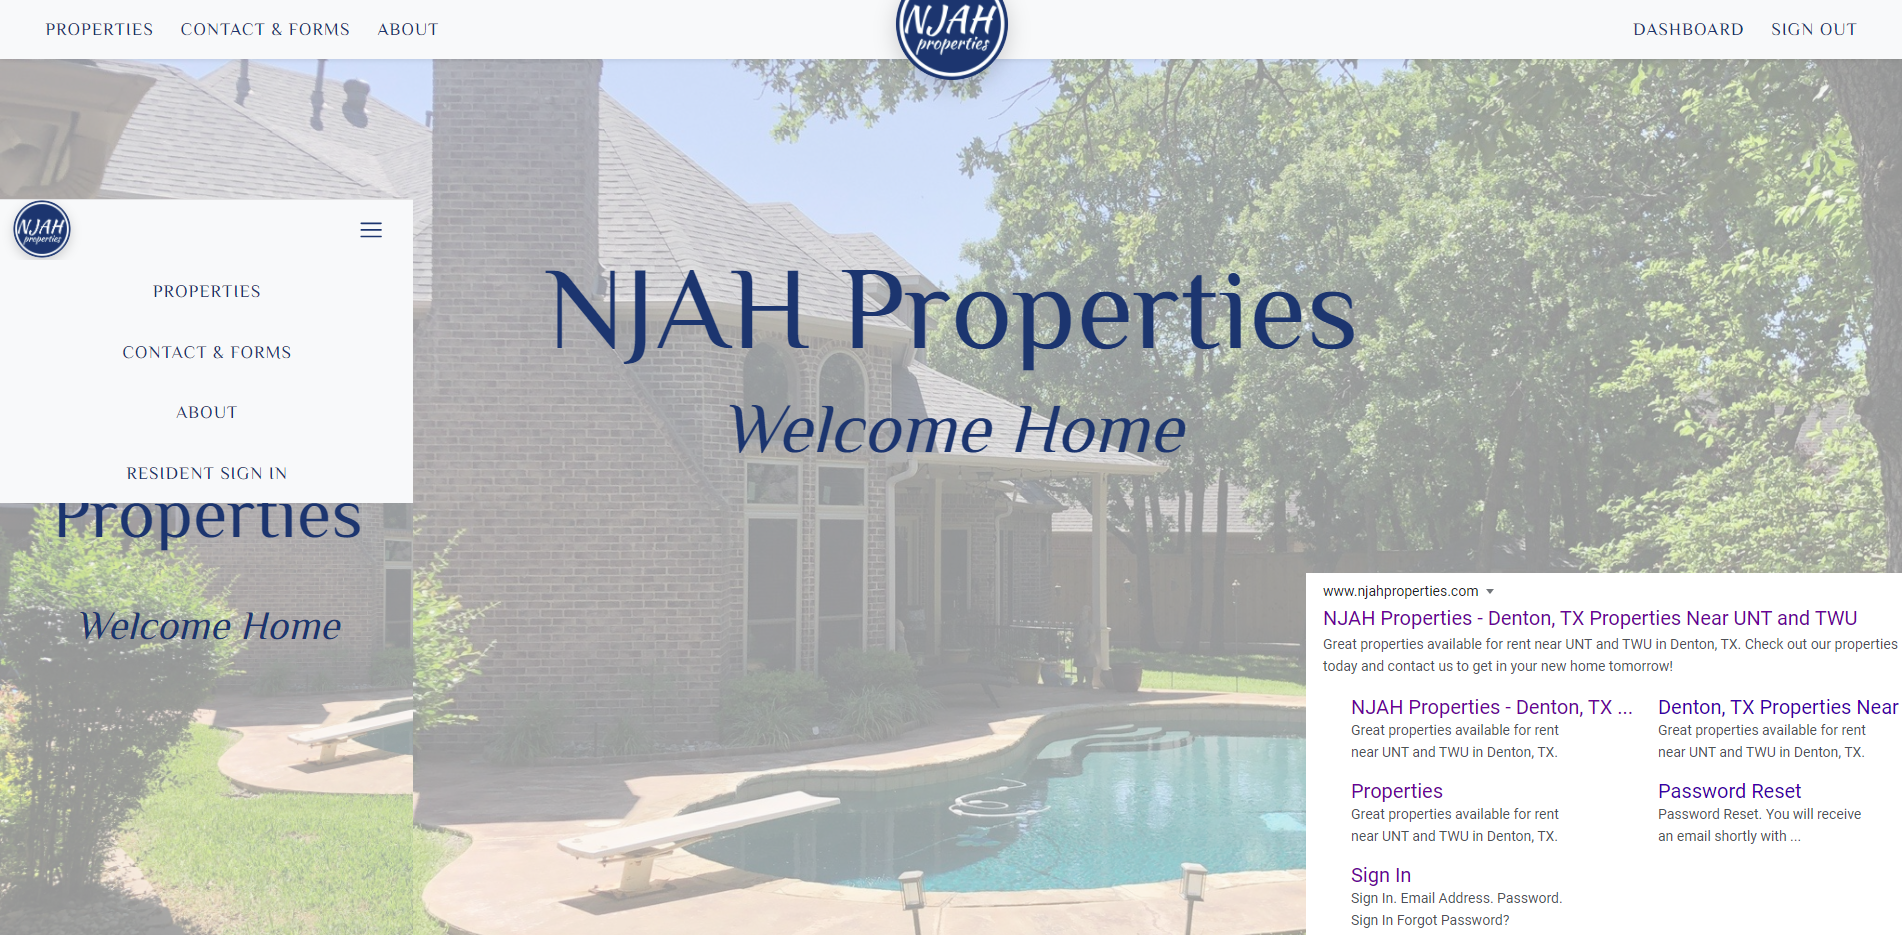 PROPERTIES CONTACT & FORMS ABOUT
NJAH
properties
DASHBOARD SIGN OUT
NJAH
properties
PROPERTIES
CONTACT & FORMS
ABOUT
RESIDENT SIGN IN
Properties
Welcome Home
NJAH Properties
Welcome Home
www.njahproperties.com
NJAH Properties - Denton, TX Properties Near UNT and TWU
Great properties available for rent near UNT and TWU in Denton, TX. Check out our properties
today and contact us to get in your new home tomorrow!
NJAH Properties - Denton, TX ...
Great properties available for rent
near UNT and TWU in Denton, TX.
Denton, TX Properties Near
Great properties available for rent
near UNT and TWU in Denton, TX.
Properties
Great properties available for rent
near UNT and TWU in Denton, TX.
Password Reset
Password Reset. You will receive
an email shortly with ...
Sign In
Sign In. Email Address. Password.
Sign In Forgot Password?